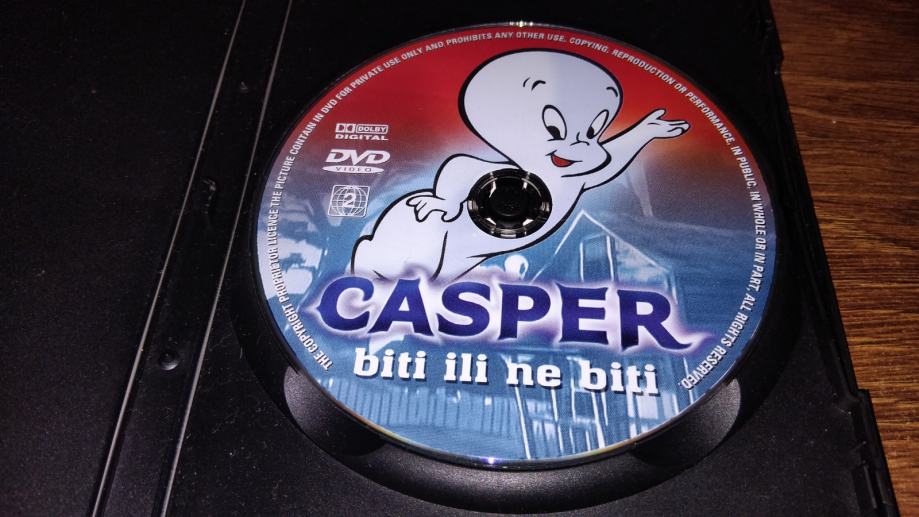 THE COPYRIGHT PROPRIETOR LICENCE THE PICTURE CONTAIN IN DVD FOR PRIVATE USE ONLY AND PROHIBITS ANY OTHER USE, COPYING, REPRODUCTION OR PERFORMANCE, IN PUBLIC, IN WHOLE OR IN PART, ALL RIGHTS RESERVED.
DOLBY
DIGITAL
DVD
VIDEO
2
CASPER
biti ili ne biti